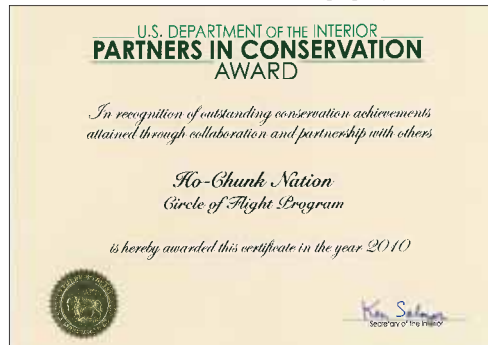 U.S. DEPARTMENT OF THE INTERIOR
PARTNERS IN CONSERVATION
AWARD
In recognition of outstanding conservation achievements
attained through collaboration and partnership with others
Ho-Chunk Nation
Circle of Flight Program
is hereby awarded this certificate in the year 2010
Ken Salazar
Secretary of the Interior